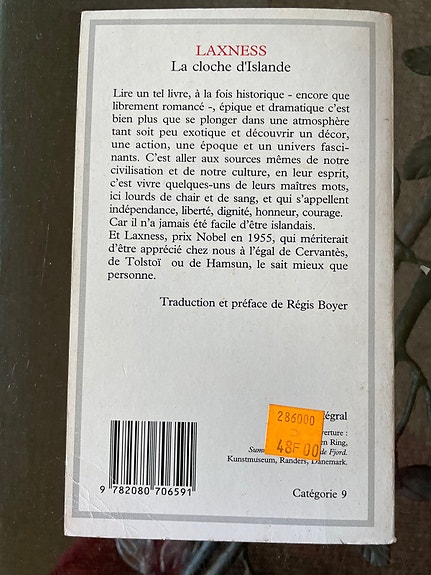 LAXNESS
La cloche d'Islande
Lire un tel livre, à la fois historique - encore que
librement romancé -, épique et dramatique c'est
bien plus que se plonger dans une atmosphère
tant soit peu exotique et découvrir un décor,
une action, une époque et un univers fasci-
nants. C'est aller aux sources mêmes de notre
civilisation et de notre culture, en leur esprit,
c'est vivre quelques-uns de leurs maîtres mots,
ici lourds de chair et de sang, et qui s'appellent
indépendance, liberté, dignité, honneur, courage.
Car il n'a jamais été facile d'être islandais.
Et Laxness, prix Nobel en 1955, qui mériterait
d'être apprécié chez nous à l'égal de Cervantès,
de Tolstoï ou de Hamsun, le sait mieux que
personne.
Traduction et préface de Régis Boyer
286000
48F00
Ring,
de Fjord.
Kunstmuseum, Randers, Danemark.
9 782080 706591
Catégorie 9